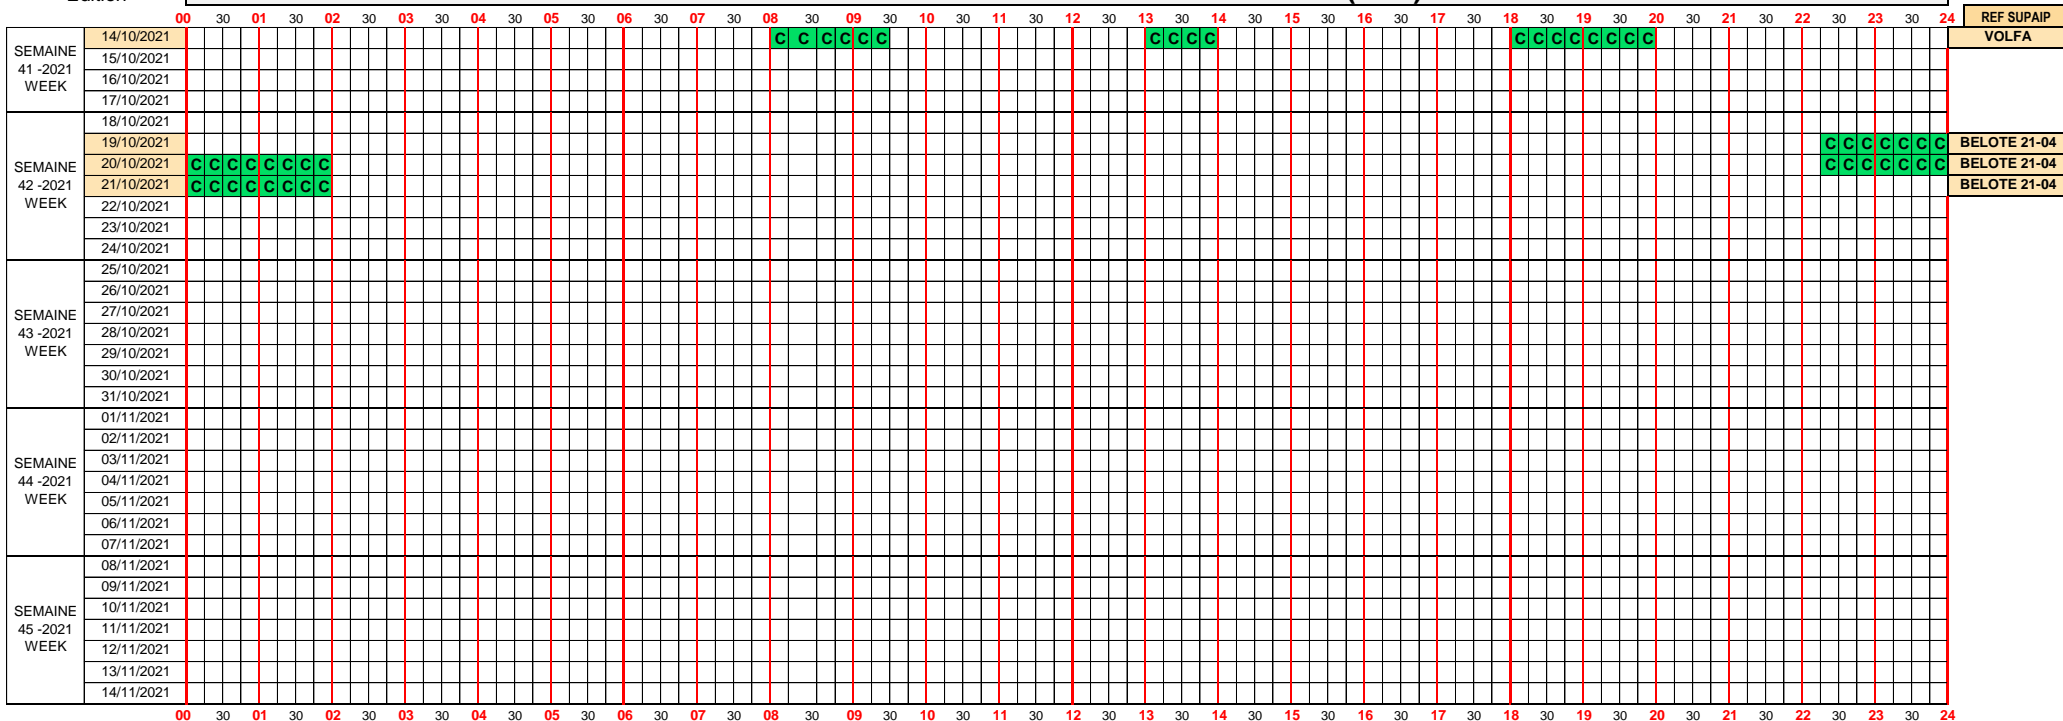 00 30 01 30 02 30 03 30 04 30 05 30 06 30 07 30 08 30 09 30 10 30 11 30 12 30 13 30 14 30 15 30 16 30 17 30 18 30 19 30 20 30 21 30 22 30 23 30 24 REF SUPAIP
SEMAINE
41 -2021
WEEK
14/10/2021 C C C C C C C C C C C C C C C C C C VOLFA
15/10/2021
16/10/2021
17/10/2021
SEMAINE
42 -2021
WEEK
18/10/2021
19/10/2021 C C C C C C C BELOTE 21-04
20/10/2021 C C C C C C C C C C C C C C C BELOTE 21-04
21/10/2021 C C C C C C C C BELOTE 21-04
22/10/2021
23/10/2021
24/10/2021
SEMAINE
43 -2021
WEEK
25/10/2021
26/10/2021
27/10/2021
28/10/2021
29/10/2021
30/10/2021
31/10/2021
SEMAINE
44 -2021
WEEK
01/11/2021
02/11/2021
03/11/2021
04/11/2021
05/11/2021
06/11/2021
07/11/2021
SEMAINE
45 -2021
WEEK
08/11/2021
09/11/2021
10/11/2021
11/11/2021
12/11/2021
13/11/2021
14/11/2021
00 30 01 30 02 30 03 30 04 30 05 30 06 30 07 30 08 30 09 30 10 30 11 30 12 30 13 30 14 30 15 30 16 30 17 30 18 30 19 30 20 30 21 30 22 30 23 30 24